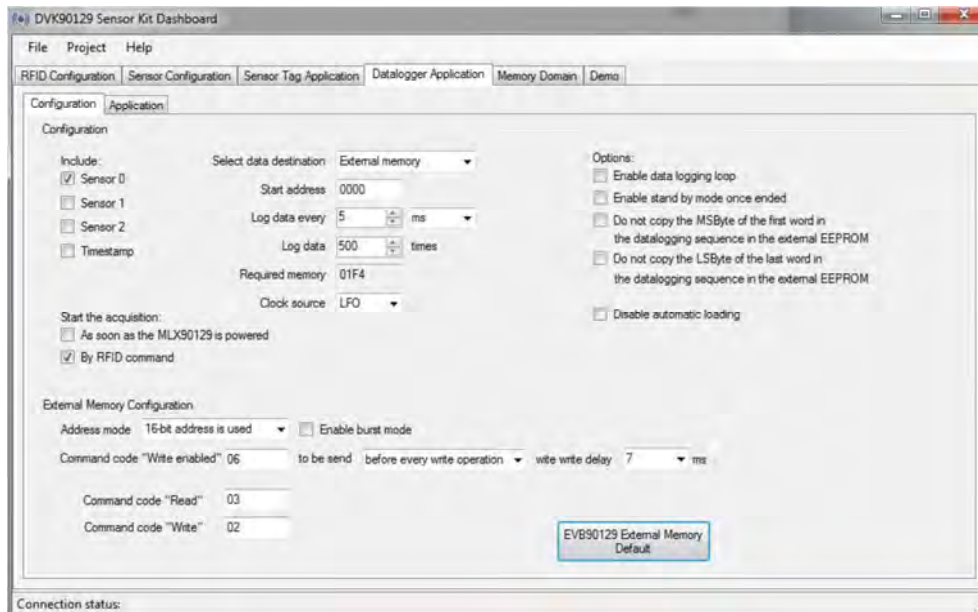 DVK90129 Sensor Kit Dashboard
File Project Help
RFID Configuration Sensor Configuration Sensor Tag Application Datalogger Application Memory Domain Demo
Configuration Application
Configuration
Include:
Sensor 0
Sensor 1
Sensor 2
Timestamp
Select data destination External memory
Start address 0000
Log data every 5 ms
Log data 500 times
Required memory 01F4
Clock source LFO
Options:
Enable data logging loop
Enable stand by mode once ended
Do not copy the MSByte of the first word in
the datalogging sequence in the external EEPROM
Do not copy the LSByte of the last word in
the datalogging sequence in the external EEPROM
Disable automatic loading
Start the acquisition:
As soon as the MLX90129 is powered
By RFID command
External Memory Configuration
Address mode 16-bit address is used Enable burst mode
Command code "Write enabled" 06 to be send before every write operation wite write delay 7 ms
Command code "Read" 03
Command code "Write" 02
EVB90129 External Memory
Default
Connection status: